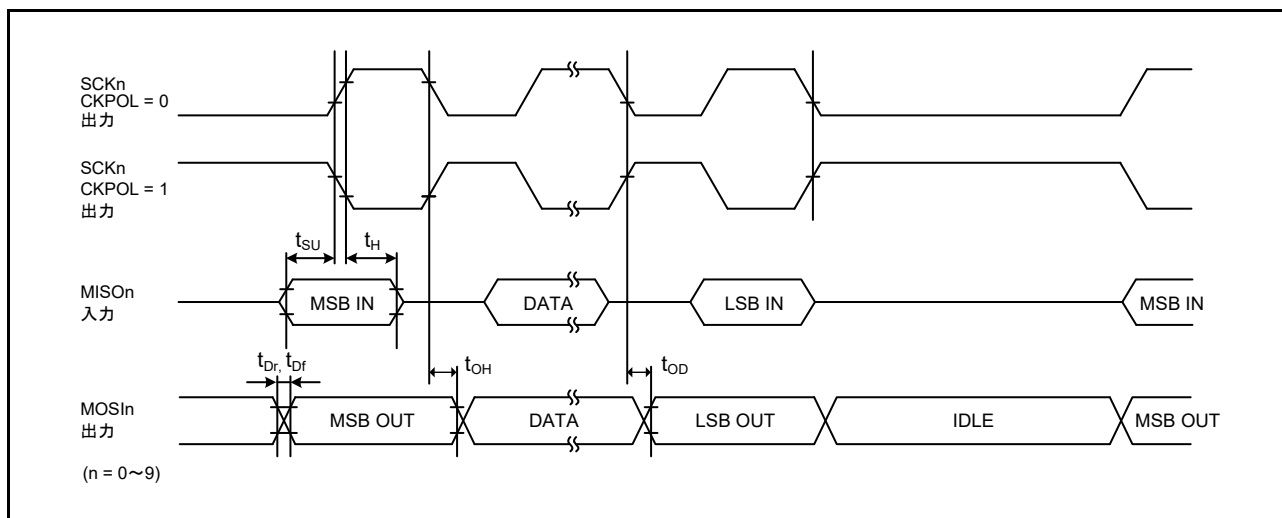 SCKn
CKPOL = 0
出力
SCKn
CKPOL = 1
出力
tSU
tH
MISOn
入力
MSB IN
DATA
LSB IN
MSB IN
tDr, tDf
tOH
tOD
MOSIn
出力
MSB OUT
DATA
LSB OUT
IDLE
MSB OUT
(n = 0～9)